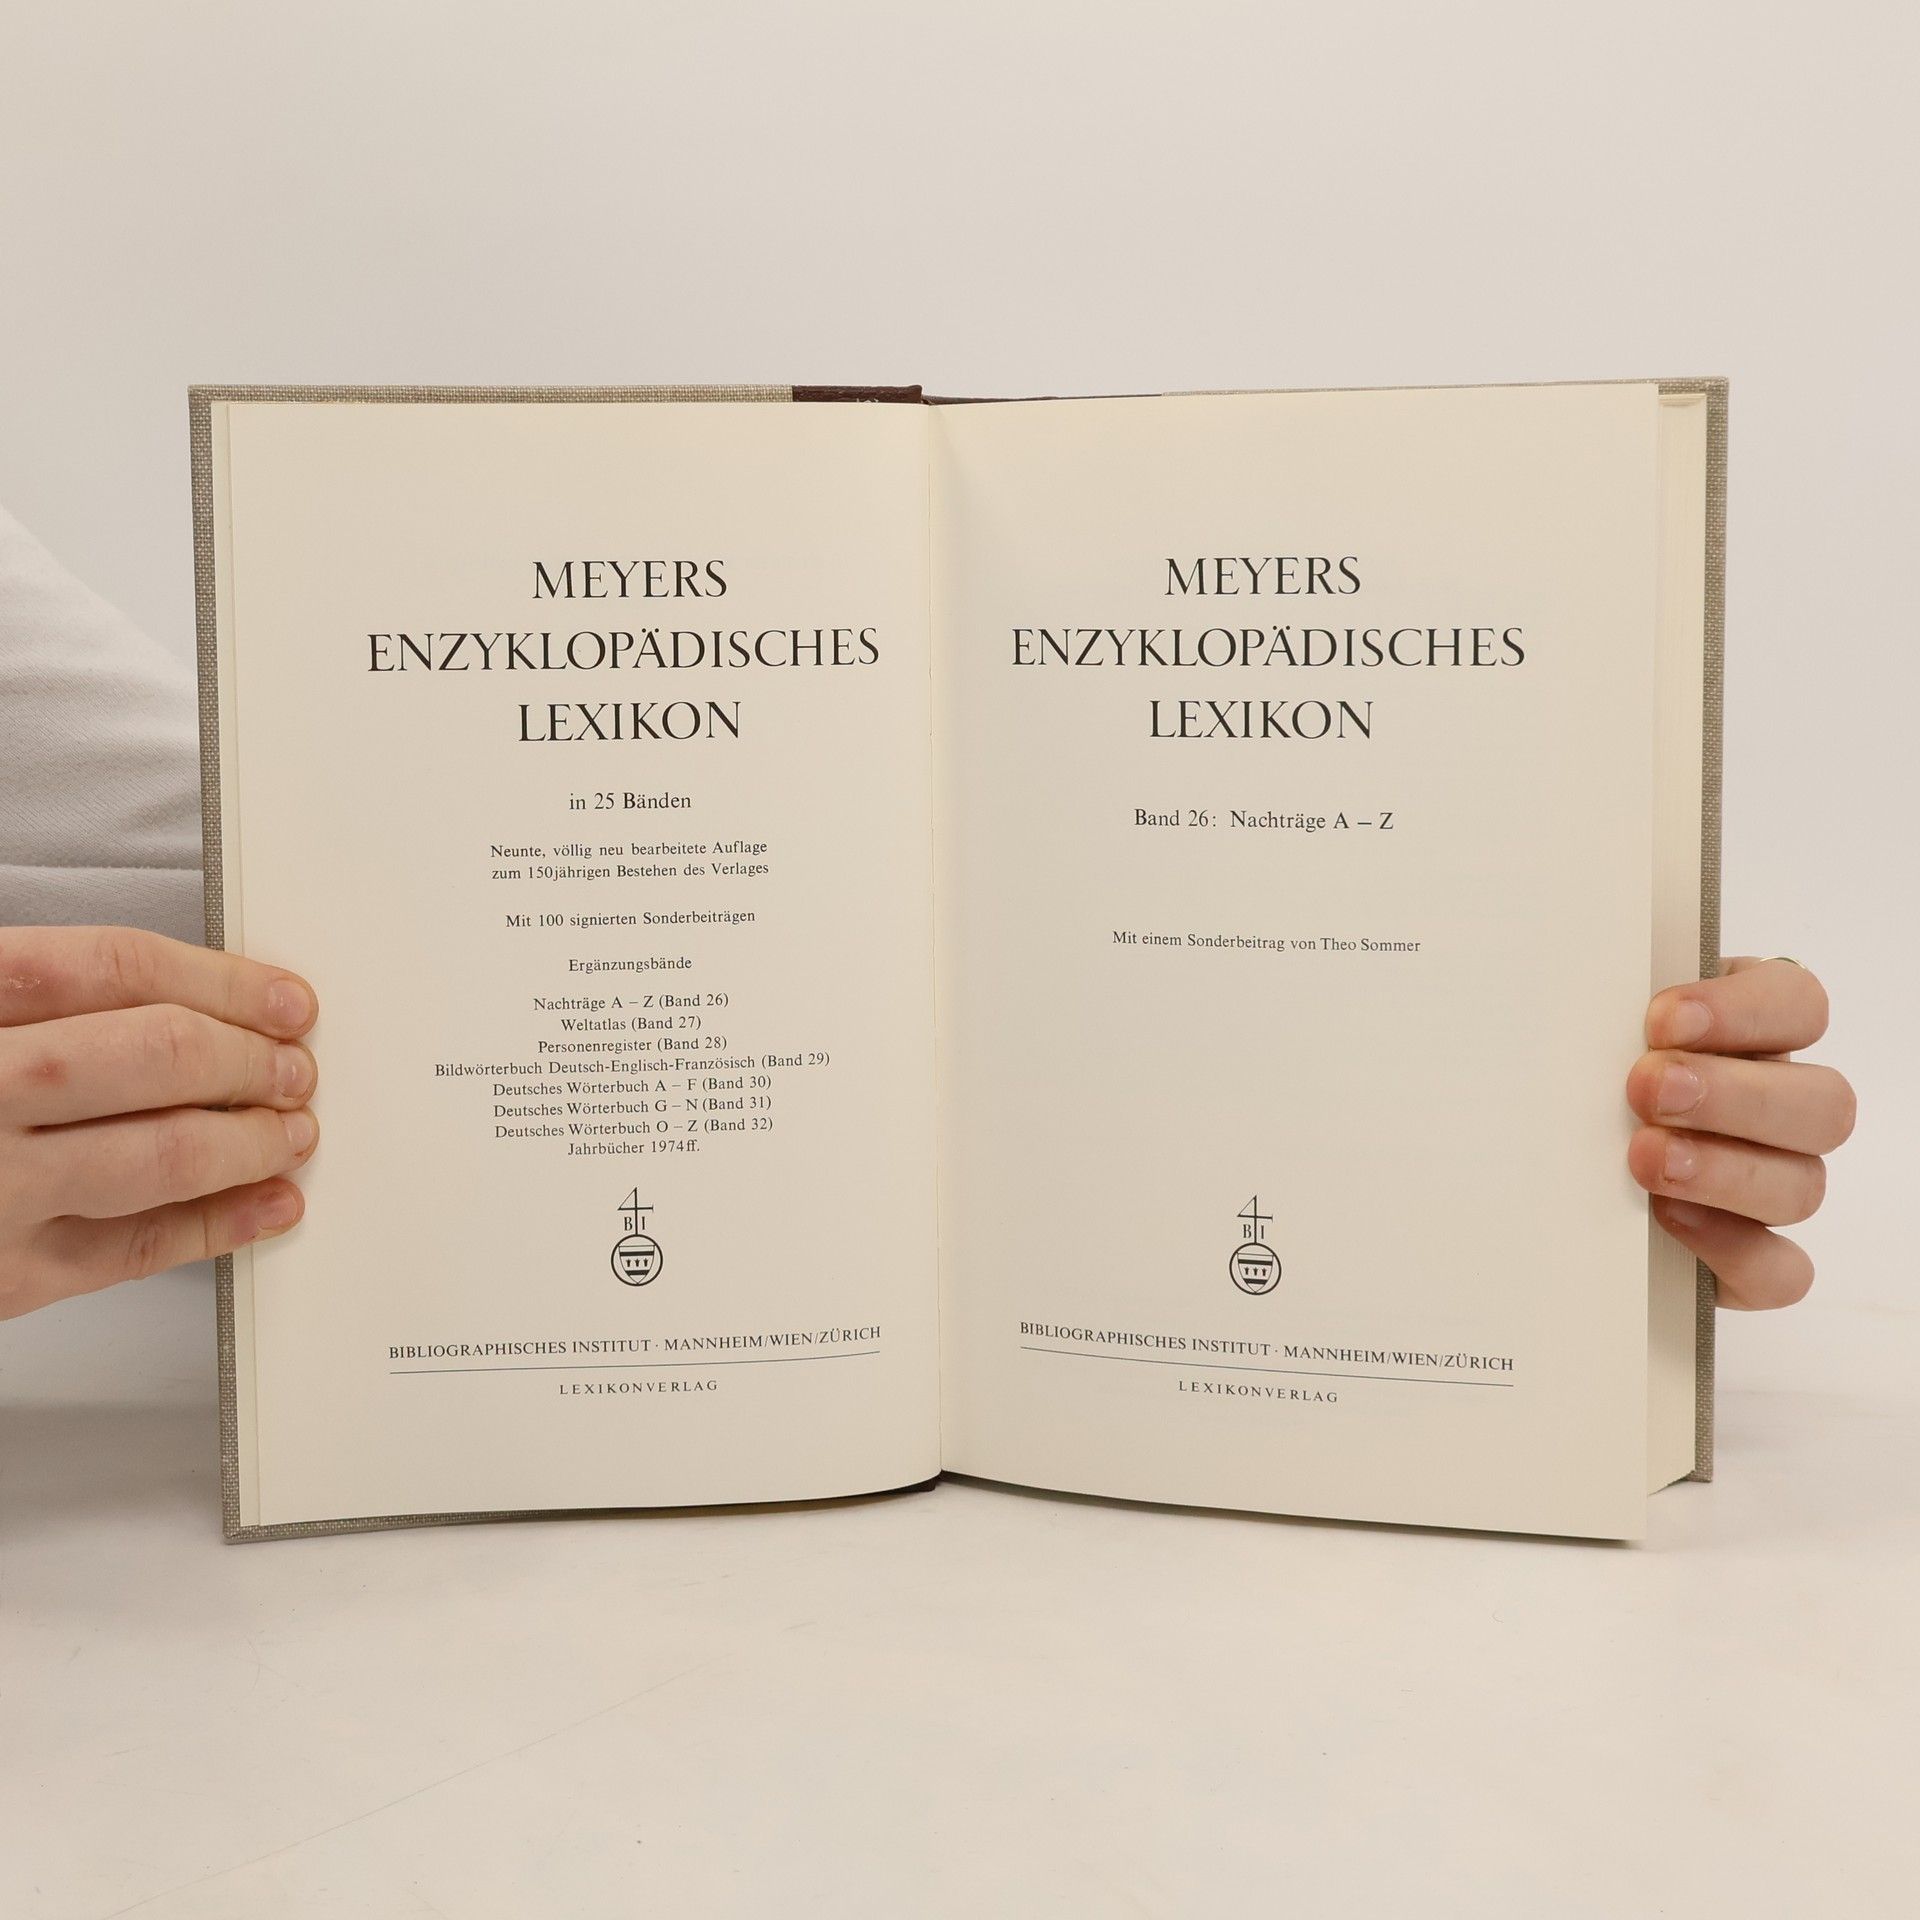 MEYERS
ENZYKLOPÄDISCHES
LEXIKON
in 25 Bänden
Neunte, völlig neu bearbeitete Auflage
zum 150jährigen Bestehen des Verlages
Mit 100 signierten Sonderbeiträgen
Ergänzungsbände
Nachträge A – Z (Band 26)
Weltatlas (Band 27)
Personenregister (Band 28)
Bildwörterbuch Deutsch-Englisch-Französisch (Band 29)
Deutsches Wörterbuch A – F (Band 30)
Deutsches Wörterbuch G – N (Band 31)
Deutsches Wörterbuch O – Z (Band 32)
Jahrbücher 1974ff.
B I
BIBLIOGRAPHISCHES INSTITUT · MANNHEIM/WIEN/ZÜRICH
LEXIKONVERLAG
MEYERS
ENZYKLOPÄDISCHES
LEXIKON
Band 26: Nachträge A – Z
Mit einem Sonderbeitrag von Theo Sommer
B I
BIBLIOGRAPHISCHES INSTITUT · MANNHEIM/WIEN/ZÜRICH
LEXIKONVERLAG